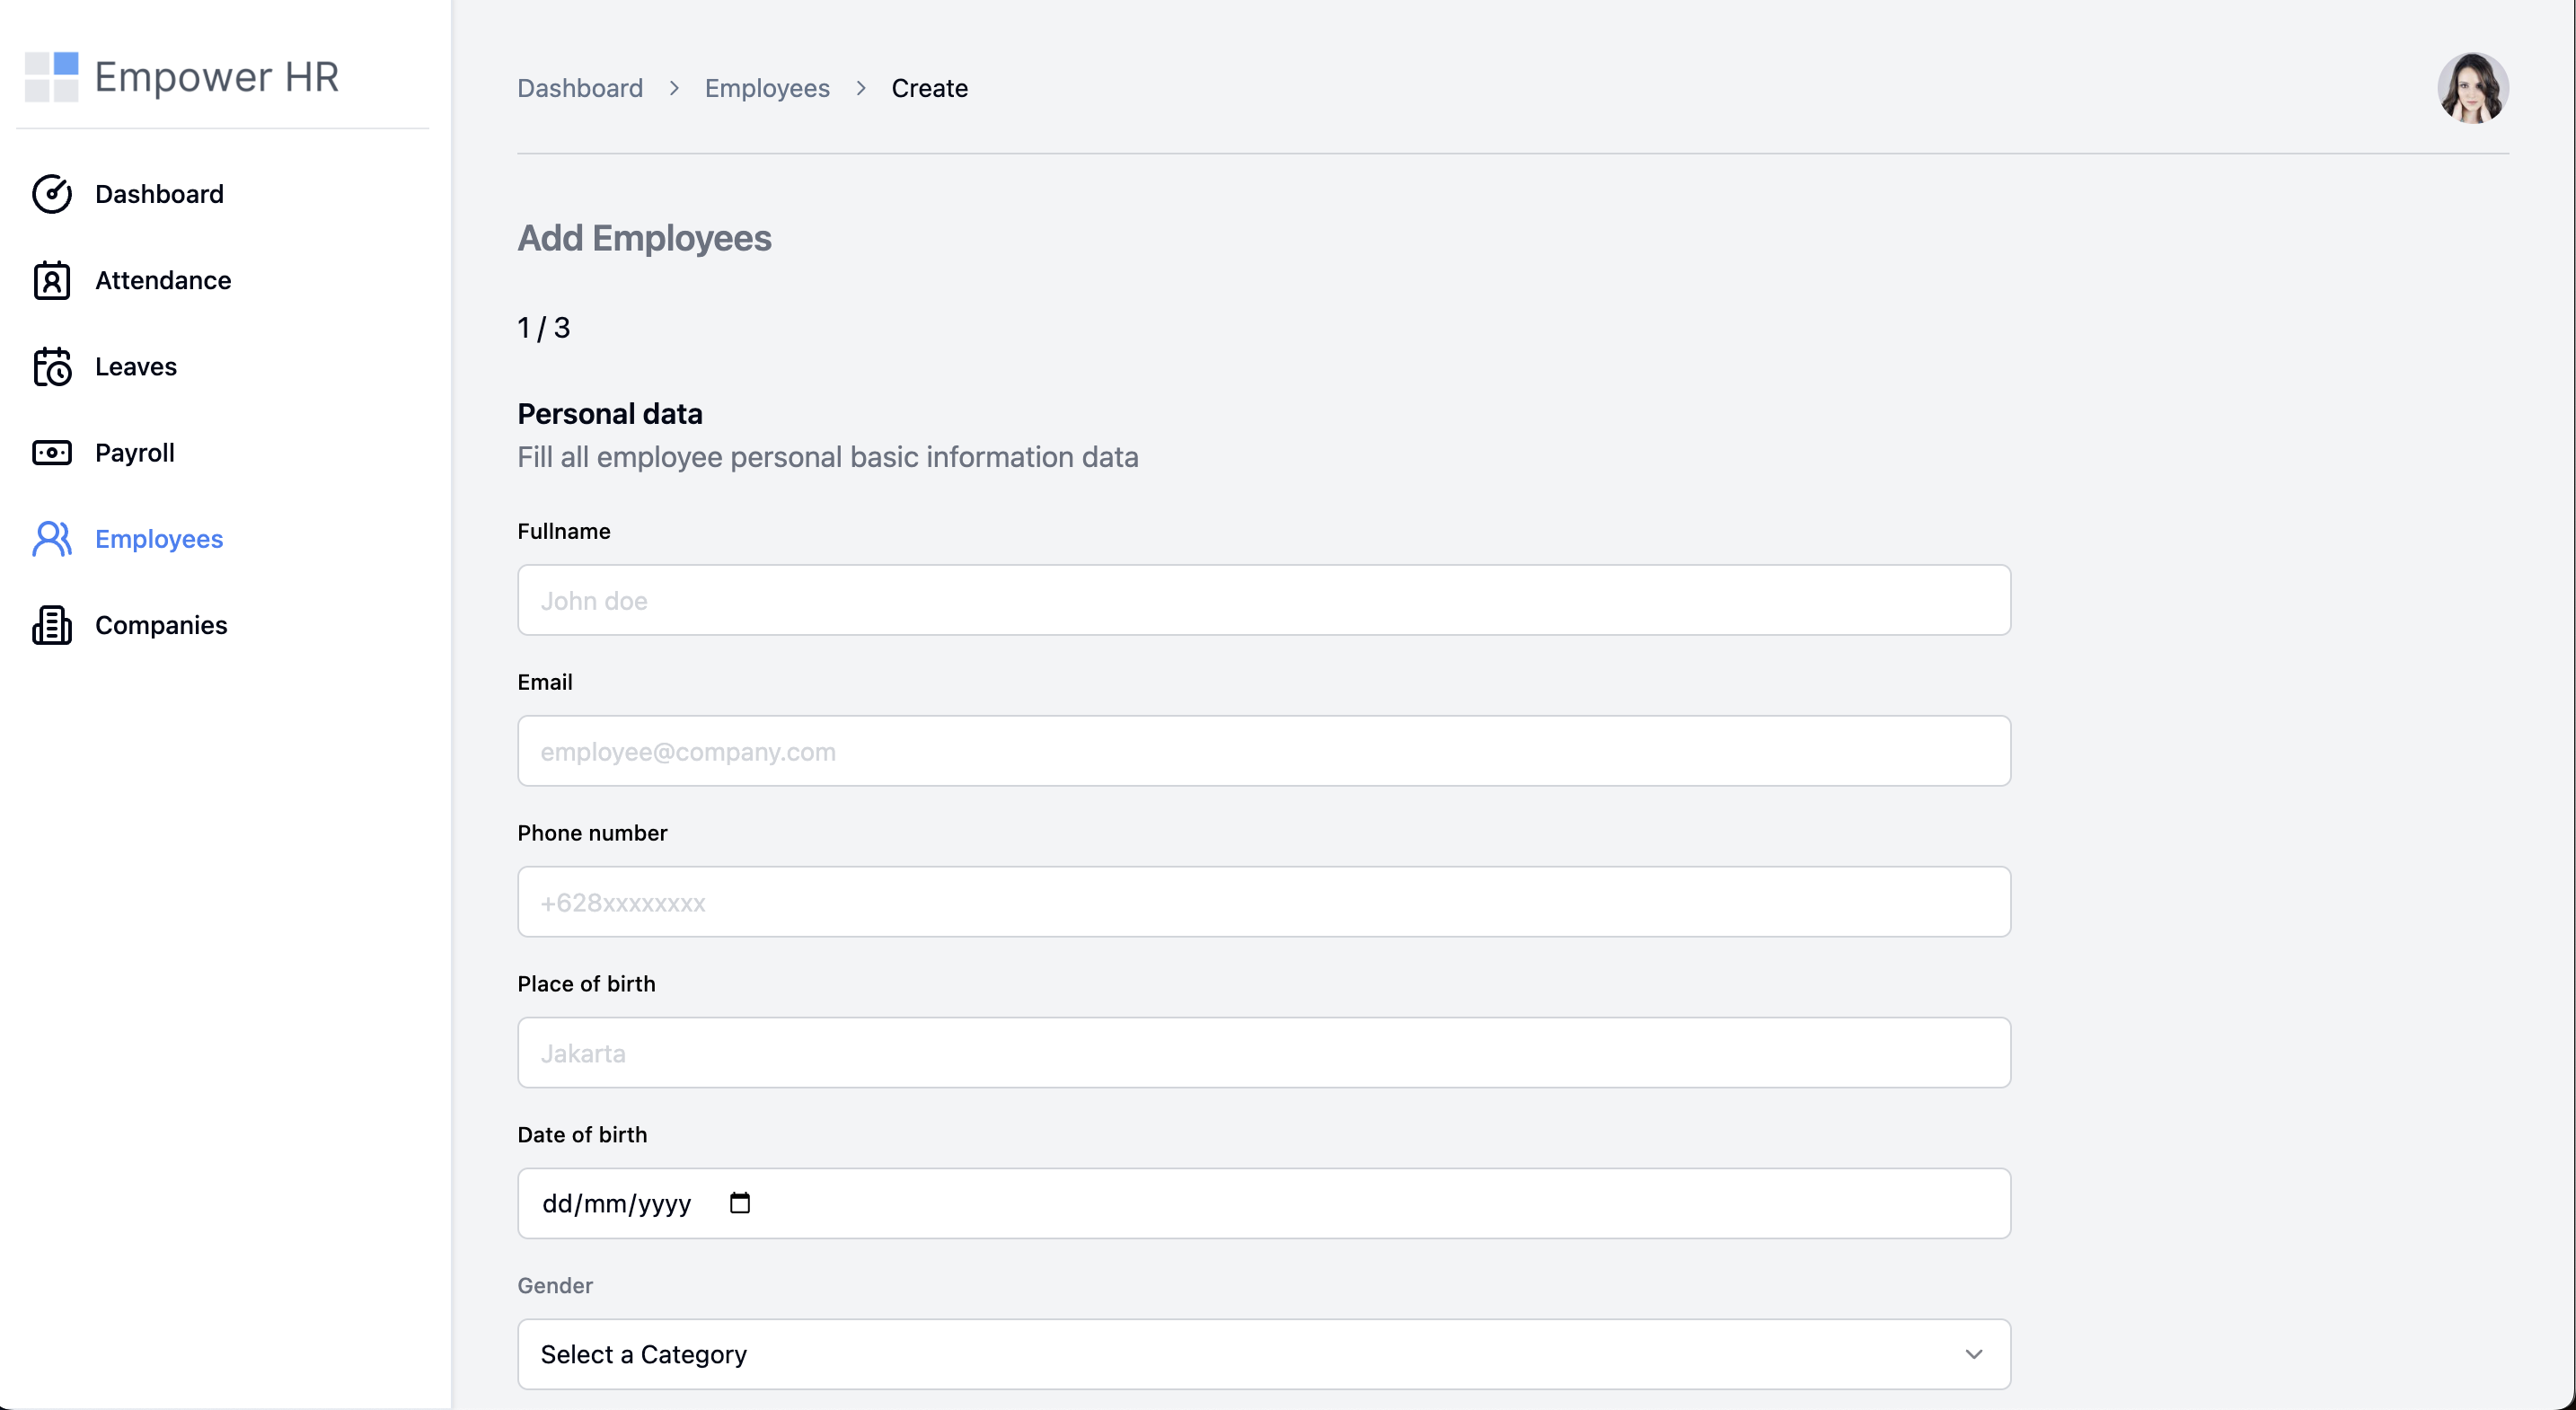 Empower HR
Dashboard
Attendance
Leaves
Payroll
Employees
Companies
Dashboard > Employees > Create
Add Employees
1 / 3
Personal data
Fill all employee personal basic information data
Fullname
John doe
Email
employee@company.com
Phone number
+628xxxxxxxx
Place of birth
Jakarta
Date of birth
dd/mm/yyyy
Gender
Select a Category